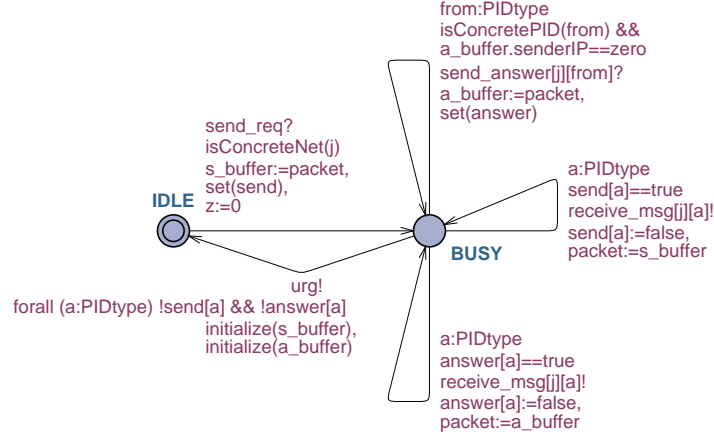 from:PIDtype
isConcretePID(from) &&
a_buffer.senderIP==zero
send_answer[j][from]?
a_buffer:=packet,
set(answer)
send_req?
isConcreteNet(j)
s_buffer:=packet,
set(send),
z:=0
a:PIDtype
send[a]==true
receive_msg[j][a]!
send[a]:=false,
packet:=s_buffer
IDLE
BUSY
urg!
forall (a:PIDtype) !send[a] && !answer[a]
initialize(s_buffer),
initialize(a_buffer)
a:PIDtype
answer[a]==true
receive_msg[j][a]!
answer[a]:=false,
packet:=a_buffer